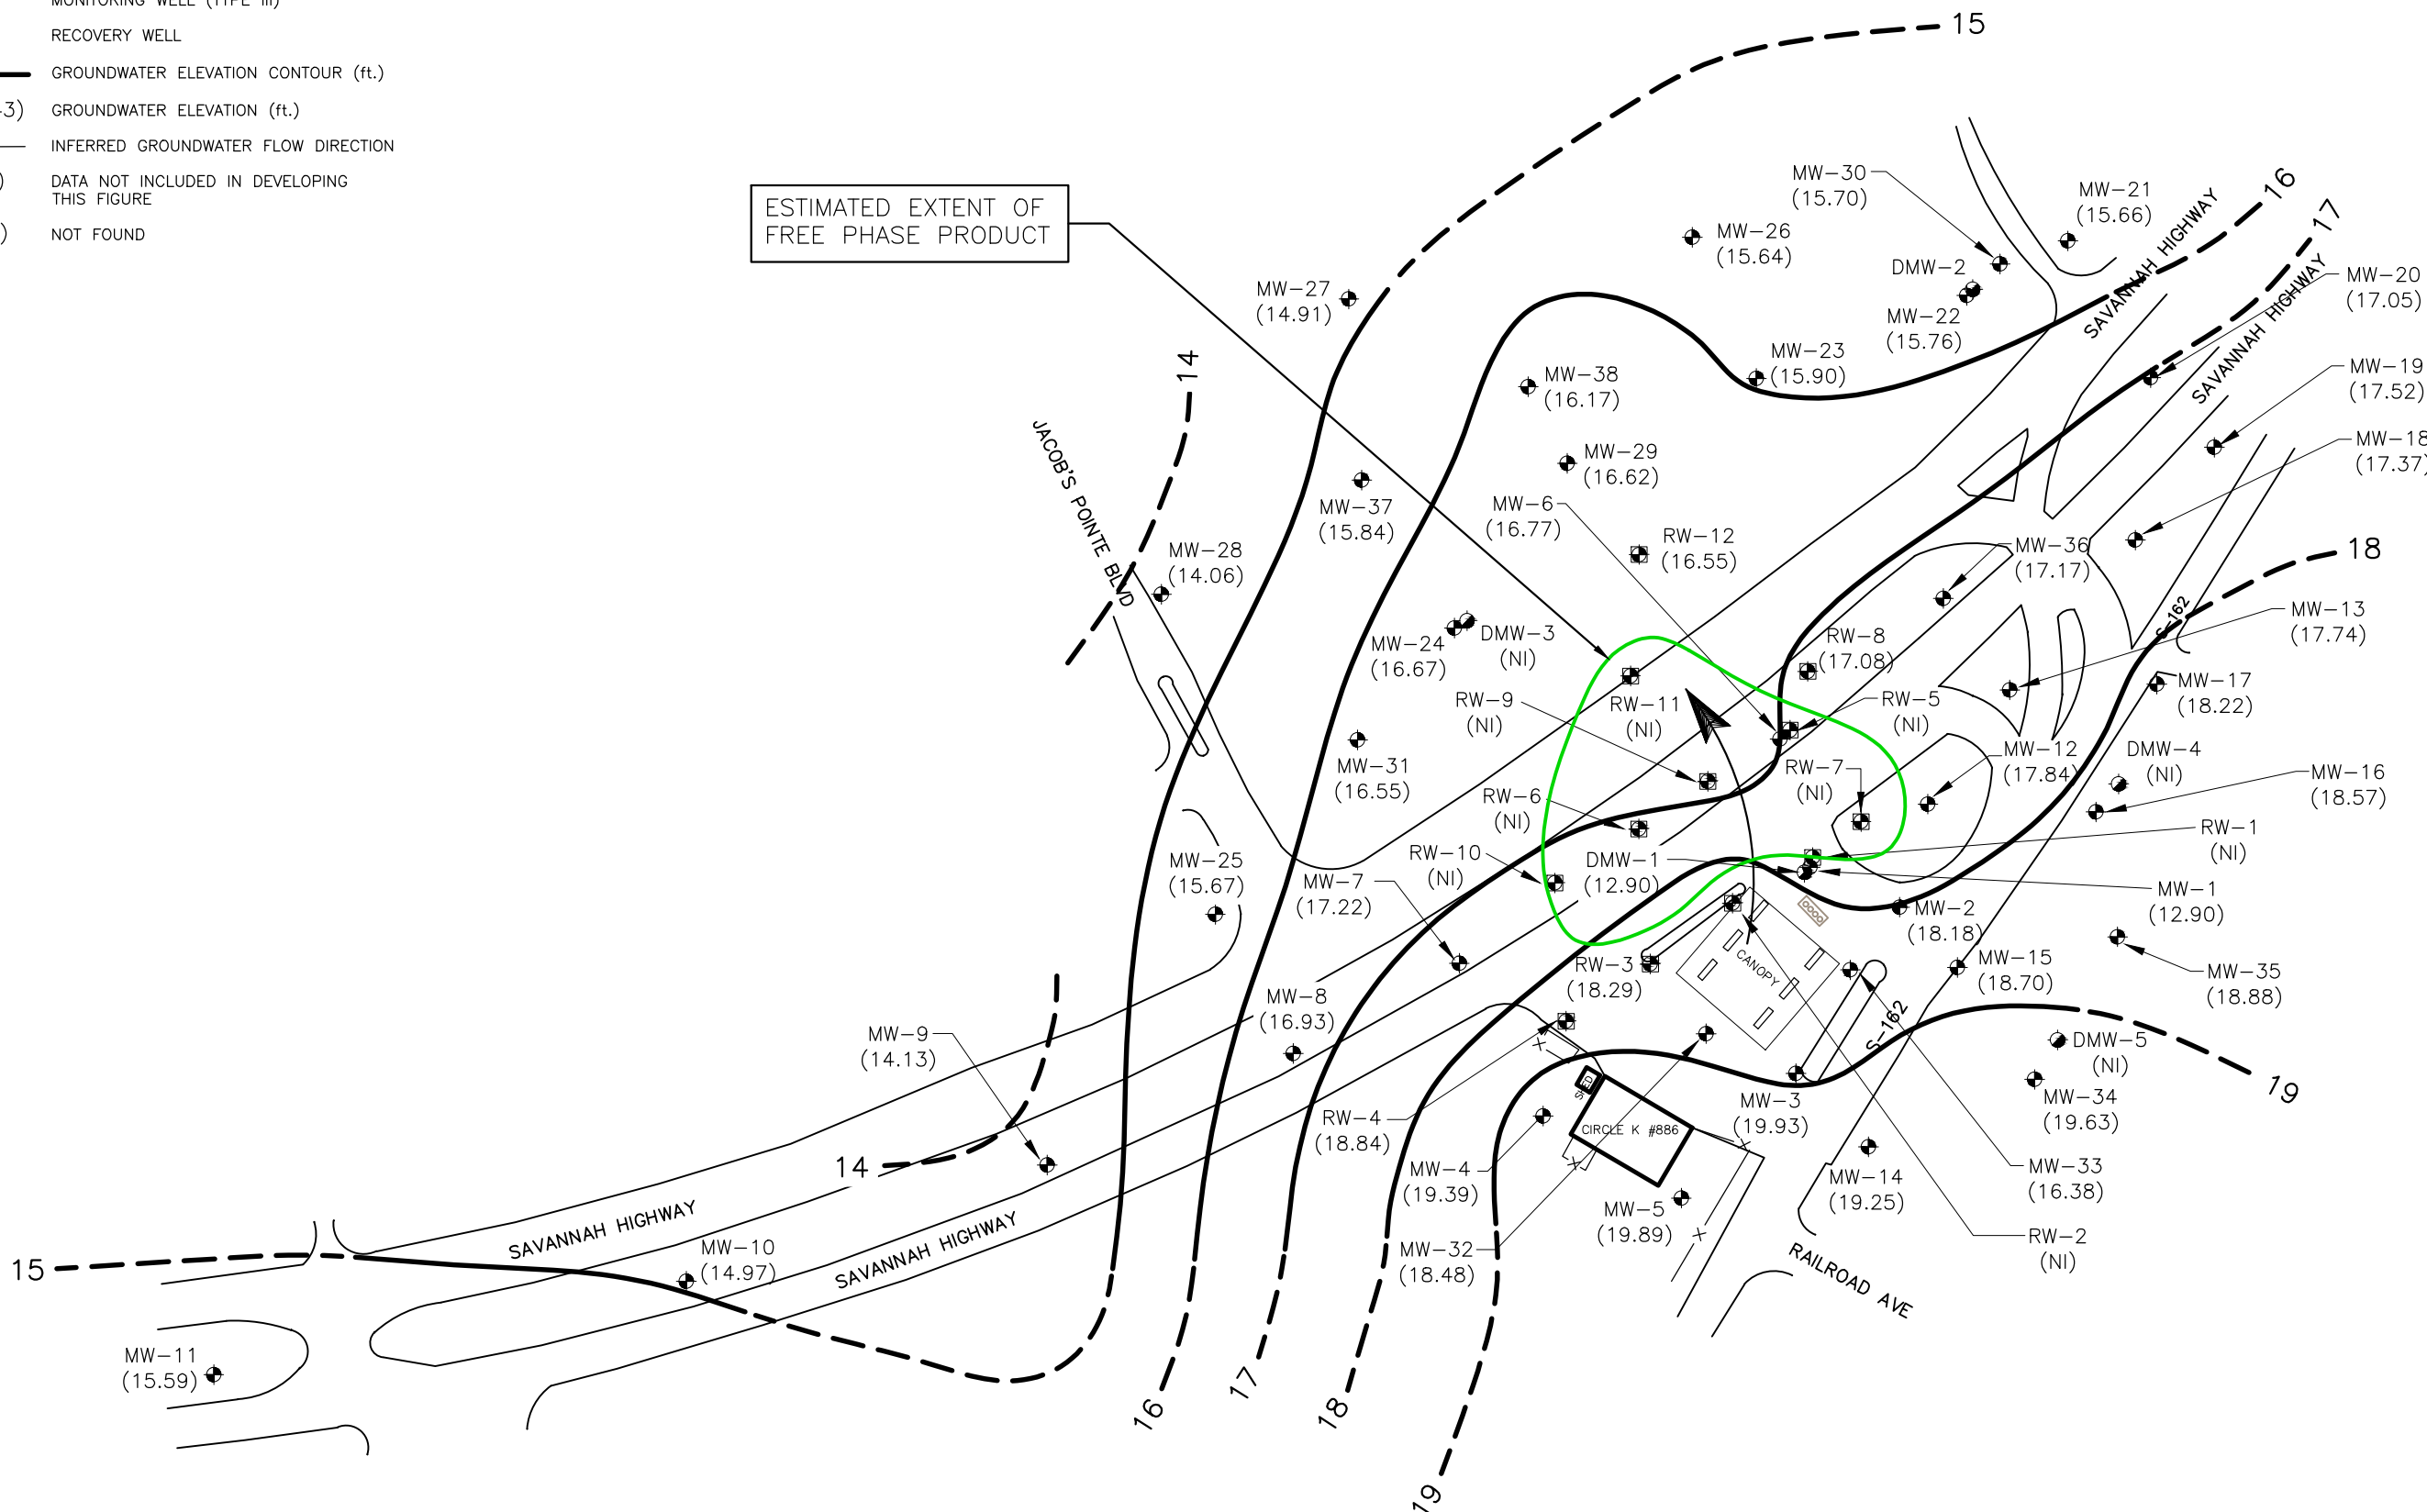 MONITORING WELL (TYPE III)
RECOVERY WELL
GROUNDWATER ELEVATION CONTOUR (ft.)
GROUNDWATER ELEVATION (ft.)
INFERRED GROUNDWATER FLOW DIRECTION
DATA NOT INCLUDED IN DEVELOPING
THIS FIGURE
NOT FOUND
ESTIMATED EXTENT OF
FREE PHASE PRODUCT
15
16
17
MW-30
(15.70)
MW-21
(15.66)
MW-26
(15.64)
DMW-2
MW-22
(15.76)
SAVANNAH HIGHWAY
SAVANNAH HIGHWAY
MW-20
(17.05)
MW-27
(14.91)
14
MW-38
(16.17)
MW-23
(15.90)
MW-19
(17.52)
MW-18
(17.37)
JACOB'S POINTE BLVD
MW-29
(16.62)
MW-37
(15.84)
MW-6
(16.77)
RW-12
(16.55)
MW-28
(14.06)
MW-36
(17.17)
18
S-162
MW-13
(17.74)
MW-24
(16.67)
DMW-3
(NI)
RW-8
(17.08)
RW-9
(NI)
RW-11
(NI)
RW-5
(NI)
MW-17
(18.22)
MW-31
(16.55)
RW-6
(NI)
RW-7
(NI)
MW-12
(17.84)
DMW-4
(NI)
MW-16
(18.57)
MW-25
(15.67)
RW-10
(NI)
MW-7
(17.22)
DMW-1
(12.90)
RW-1
(NI)
MW-1
(12.90)
MW-2
(18.18)
MW-8
(16.93)
RW-3
(18.29)
CANOPY
MW-15
(18.70)
MW-35
(18.88)
MW-9
(14.13)
S-162
DMW-5
(NI)
MW-34
(19.63)
19
RW-4
(18.84)
CIRCLE K #886
MW-3
(19.93)
14
MW-4
(19.39)
MW-5
(19.89)
MW-14
(19.25)
MW-33
(16.38)
RW-2
(NI)
MW-32
(18.48)
RAILROAD AVE
SAVANNAH HIGHWAY
SAVANNAH HIGHWAY
15
MW-10
(14.97)
MW-11
(15.59)
16
17
18
19